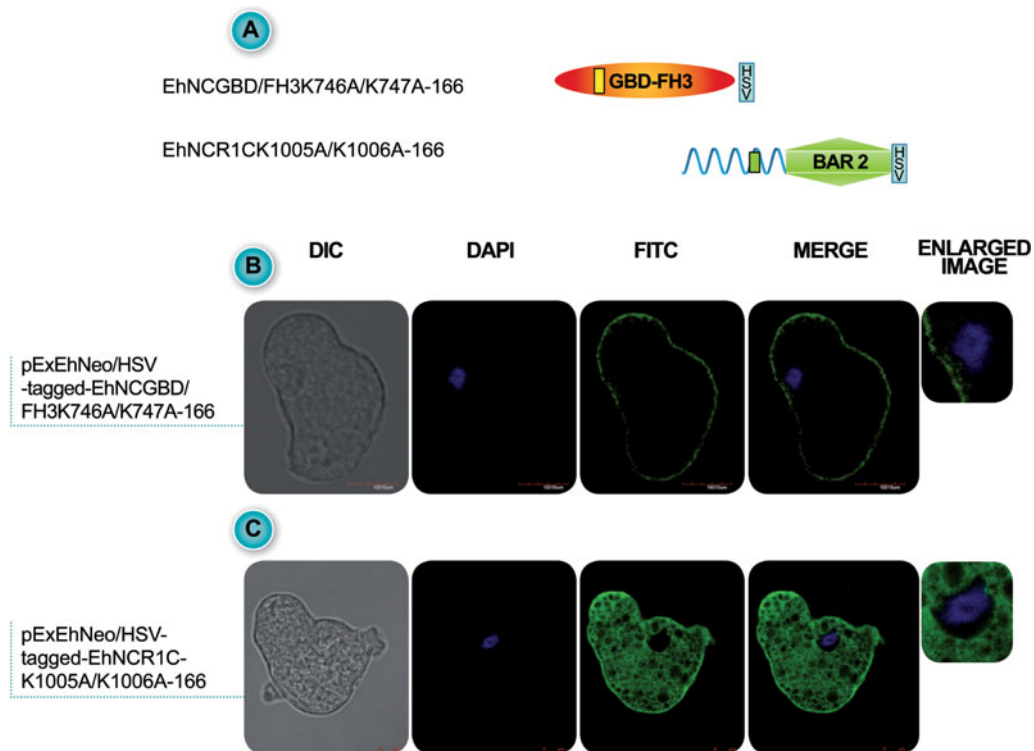 A
EhNCGBD/FH3K746A/K747A-166
GBD-FH3
HSV
EhNCR1CK1005A/K1006A-166
BAR 2
HSV
B
DIC
DAPI
FITC
MERGE
ENLARGED
IMAGE
pExEhNeo/HSV
-tagged-EhNCGBD/
FH3K746A/K747A-166
C
pExEhNeo/HSV-
tagged-EhNCR1C-
K1005A/K1006A-166